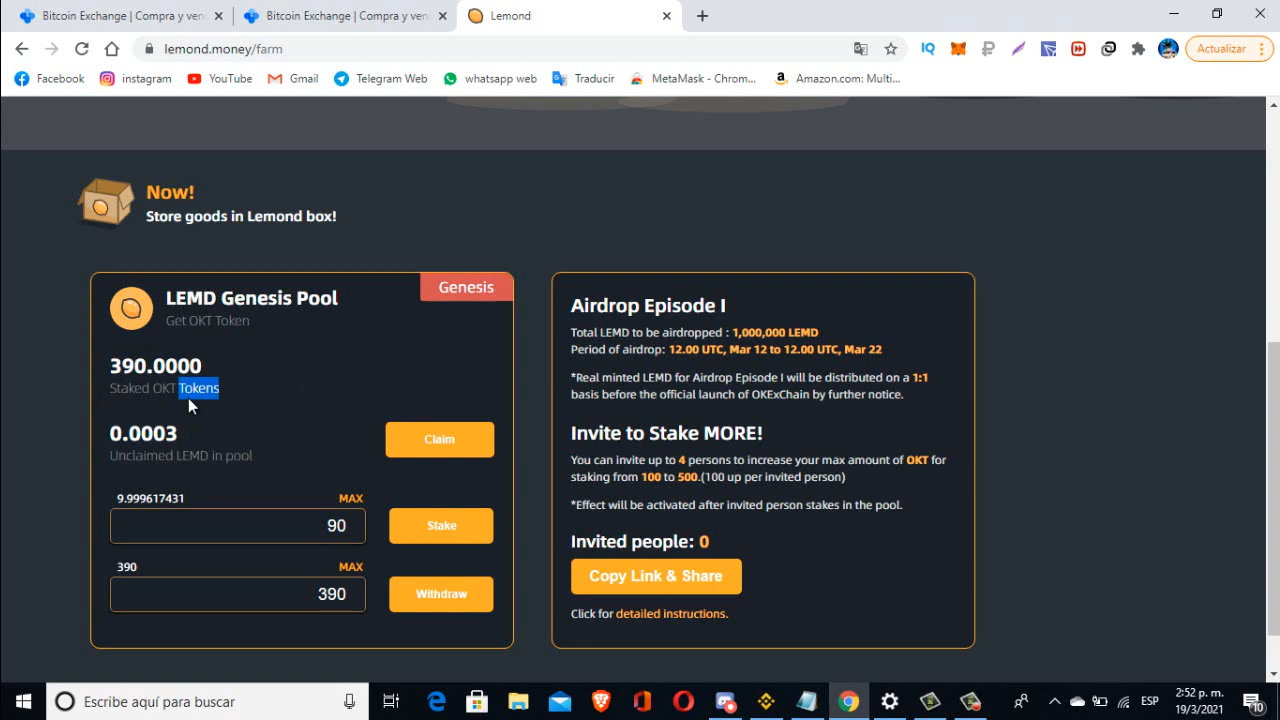 Bitcoin Exchange | Compra y ven
Bitcoin Exchange | Compra y ven
Lemond
lemond.money/farm
IQ
Actualizar
Facebook
instagram
YouTube
Gmail
Telegram Web
whatsapp web
Traducir
MetaMask - Chrom...
Amazon.com: Multi...
Now!
Store goods in Lemond box!
LEMD Genesis Pool
Genesis
Get OKT Token
390.0000
Staked OKT Tokens
0.0003
Unclaimed LEMD in pool
Claim
9.999617431
MAX
90
Stake
390
MAX
390
Withdraw
Airdrop Episode I
Total LEMD to be airdropped : 1,000,000 LEMD
Period of airdrop: 12.00 UTC, Mar 12 to 12.00 UTC, Mar 22
*Real minted LEMD for Airdrop Episode I will be distributed on a 1:1
basis before the official launch of OKExChain by further notice.
Invite to Stake MORE!
You can invite up to 4 persons to increase your max amount of OKT for
staking from 100 to 500.(100 up per invited person)
*Effect will be activated after invited person stakes in the pool.
Invited people: 0
Copy Link & Share
Click for detailed instructions.
Escribe aquí para buscar
ESP
2:52 p. m.
19/3/2021
10